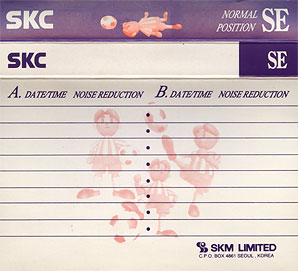 SKC NORMAL POSITION SE
SKC SE
A. DATE/TIME NOISE REDUCTION B. DATE/TIME NOISE REDUCTION
SKM LIMITED
C.P.O. BOX 4861 SEOUL, KOREA